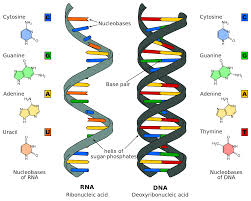 Cytosine C
Nucleobases
C Cytosine
Guanine G
G Guanine
Base pair
Adenine A
A Adenine
Uracil U
helix of
sugar-phosphates
T Thymine
Nucleobases
of RNA
RNA
Ribonucleic acid
DNA
Deoxyribonucleic acid
Nucleobases
of DNA